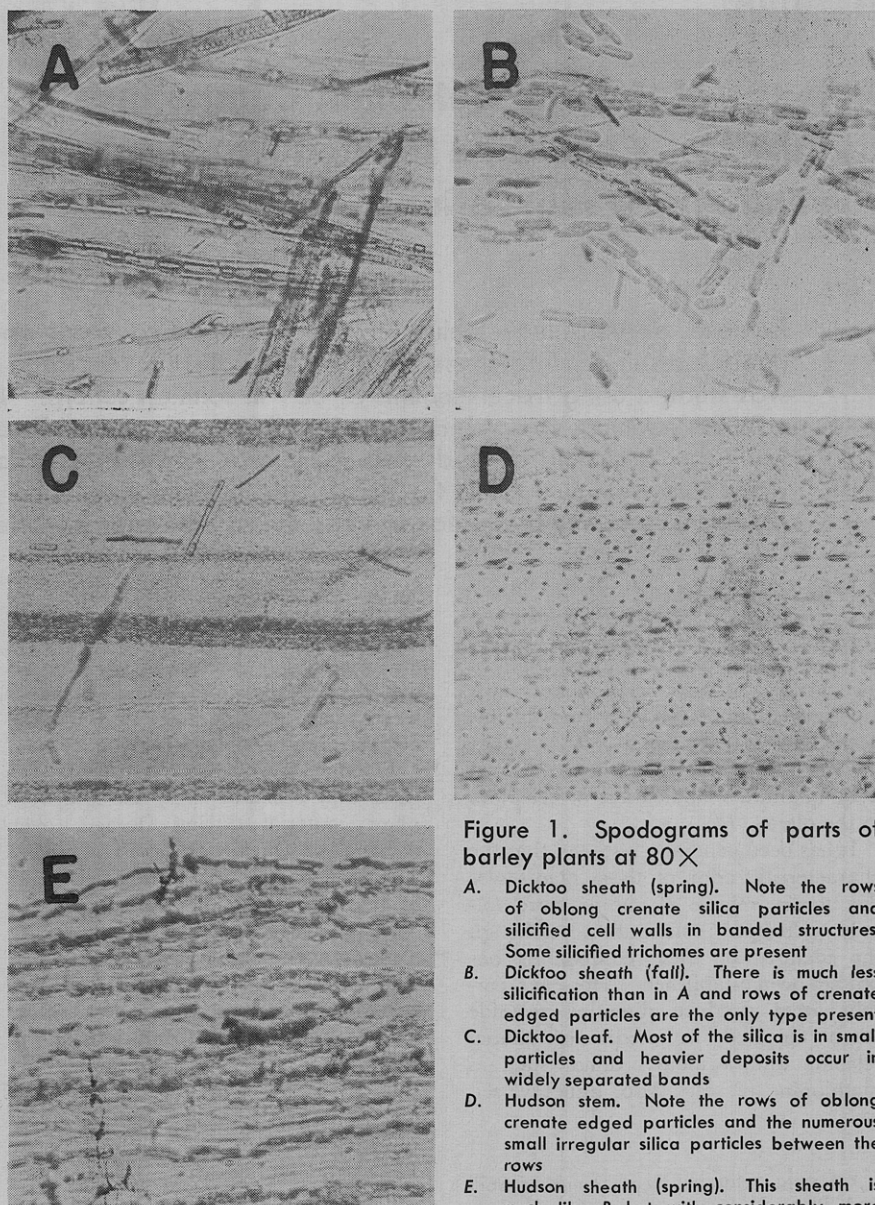 A
B
C
D
E
Figure 1. Spodograms of parts of
barley plants at 80×
A. Dicktoo sheath (spring). Note the rows
of oblong crenate silica particles and
silicified cell walls in banded structures
Some silicified trichomes are present
B. Dicktoo sheath (fall). There is much less
silicification than in A and rows of crenate
edged particles are the only type present
C. Dicktoo leaf. Most of the silica is in small
particles and heavier deposits occur in
widely separated bands
D. Hudson stem. Note the rows of oblong
crenate edged particles and the numerous
small irregular silica particles between the
rows
E. Hudson sheath (spring). This sheath is